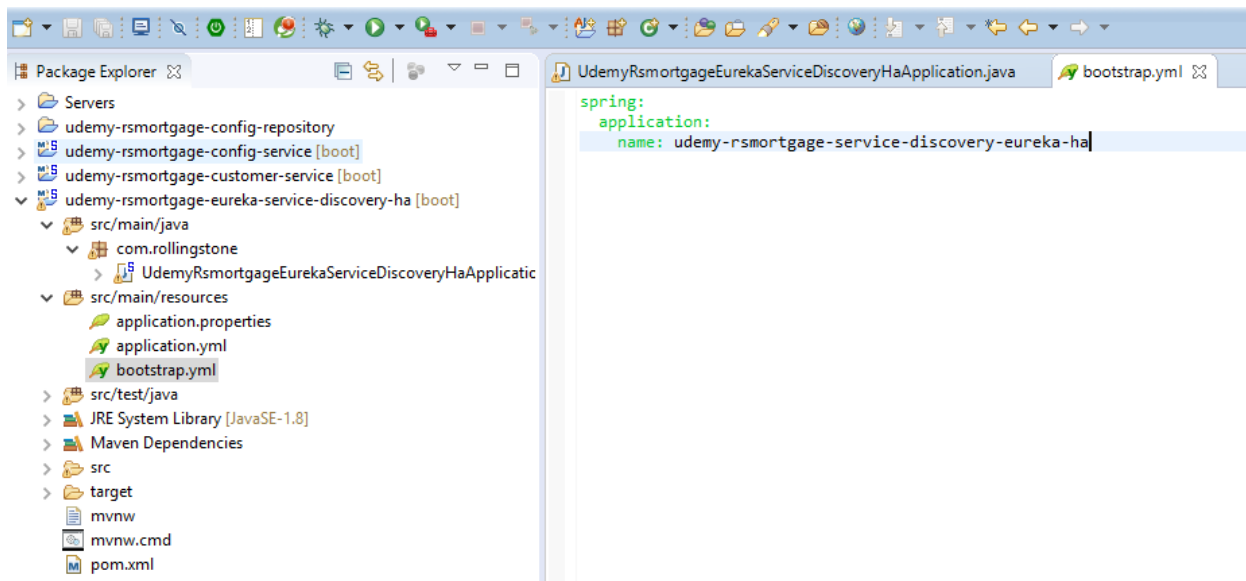 Package Explorer
UdemyRsmortgageEurekaServiceDiscoveryHaApplication.java
bootstrap.yml
Servers
udemy-rsmortgage-config-repository
udemy-rsmortgage-config-service [boot]
udemy-rsmortgage-customer-service [boot]
udemy-rsmortgage-eureka-service-discovery-ha [boot]
src/main/java
com.rollingstone
UdemyRsmortgageEurekaServiceDiscoveryHaApplicatic
src/main/resources
application.properties
application.yml
bootstrap.yml
src/test/java
JRE System Library [JavaSE-1.8]
Maven Dependencies
src
target
mvnw
mvnw.cmd
pom.xml
spring:
application:
name: udemy-rsmortgage-service-discovery-eureka-ha